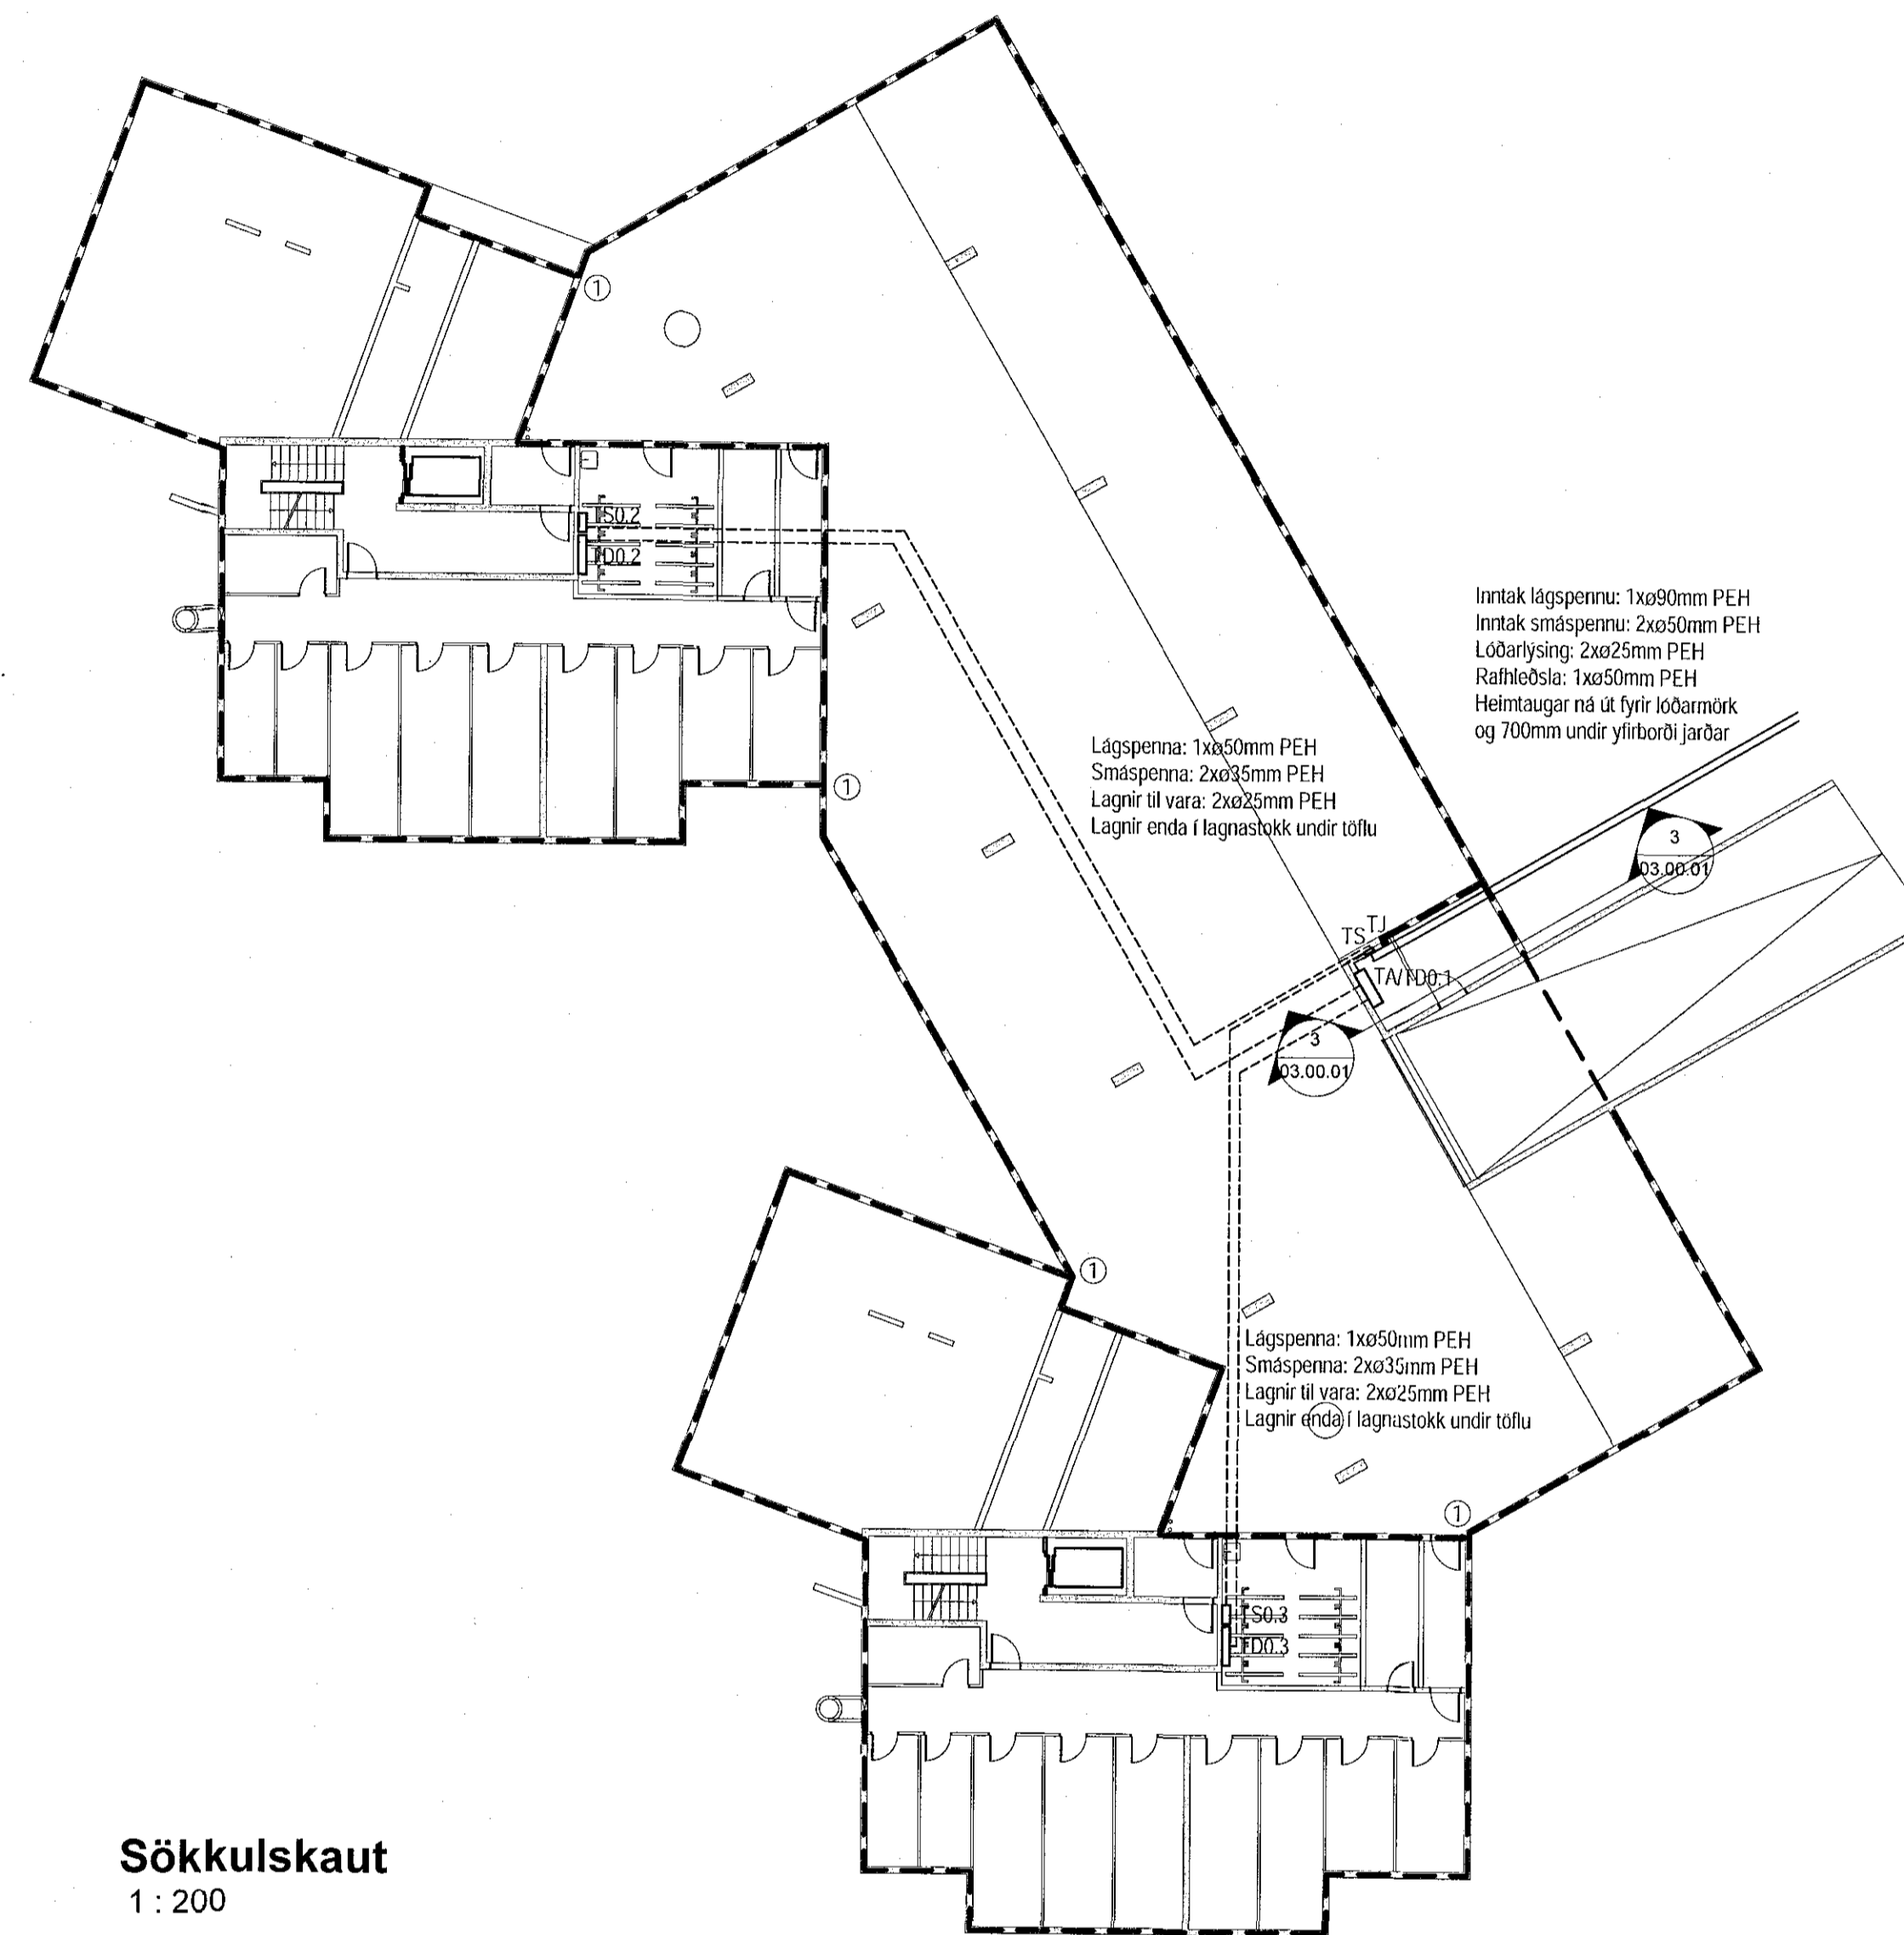 1
S0.2
TD0.2
Inntak lágspennu: 1xø90mm PEH
Inntak smáspennu: 2xø50mm PEH
Lóðarlýsing: 2xø25mm PEH
Rafhleðsla: 1xø50mm PEH
Heimtaugar ná út fyrir lóðarmörk
og 700mm undir yfirborði jarðar
Lágspenna: 1xø50mm PEH
Smáspenna: 2xø35mm PEH
Lagnir til vara: 2xø25mm PEH
Lagnir enda í lagnastokk undir töflu
1
3
03.00.01
TS
TJ
TA/TD0.1
3
03.00.01
1
Lágspenna: 1xø50mm PEH
Smáspenna: 2xø35mm PEH
Lagnir til vara: 2xø25mm PEH
Lagnir enda í lagnastokk undir töflu
1
TS0.3
TD0.3
Sökkulskaut
1 : 200